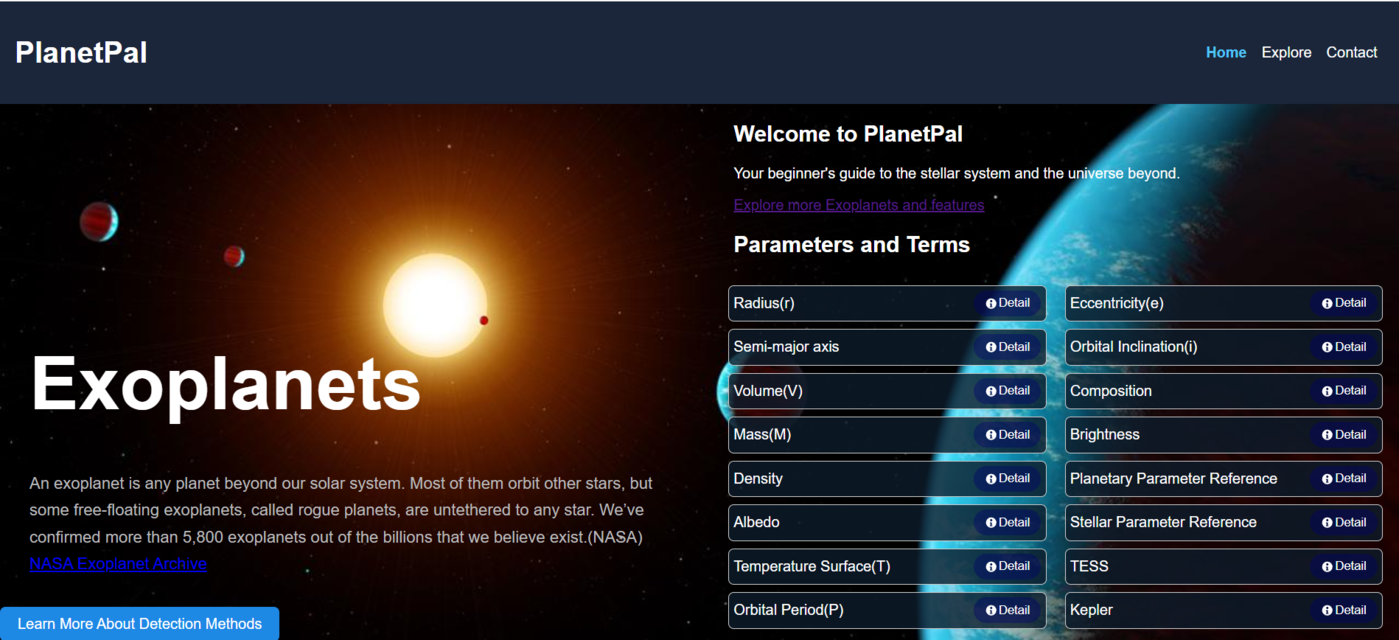 PlanetPal
Home Explore Contact
Exoplanets
An exoplanet is any planet beyond our solar system. Most of them orbit other stars, but
some free-floating exoplanets, called rogue planets, are untethered to any star. We've
confirmed more than 5,800 exoplanets out of the billions that we believe exist.(NASA)
NASA Exoplanet Archive
Learn More About Detection Methods
Welcome to PlanetPal
Your beginner's guide to the stellar system and the universe beyond.
Explore more Exoplanets and features
Parameters and Terms
Radius(r) Detail
Eccentricity(e) Detail
Semi-major axis Detail
Orbital Inclination(i) Detail
Volume(V) Detail
Composition Detail
Mass(M) Detail
Brightness Detail
Density Detail
Planetary Parameter Reference Detail
Albedo Detail
Stellar Parameter Reference Detail
Temperature Surface(T) Detail
TESS Detail
Orbital Period(P) Detail
Kepler Detail